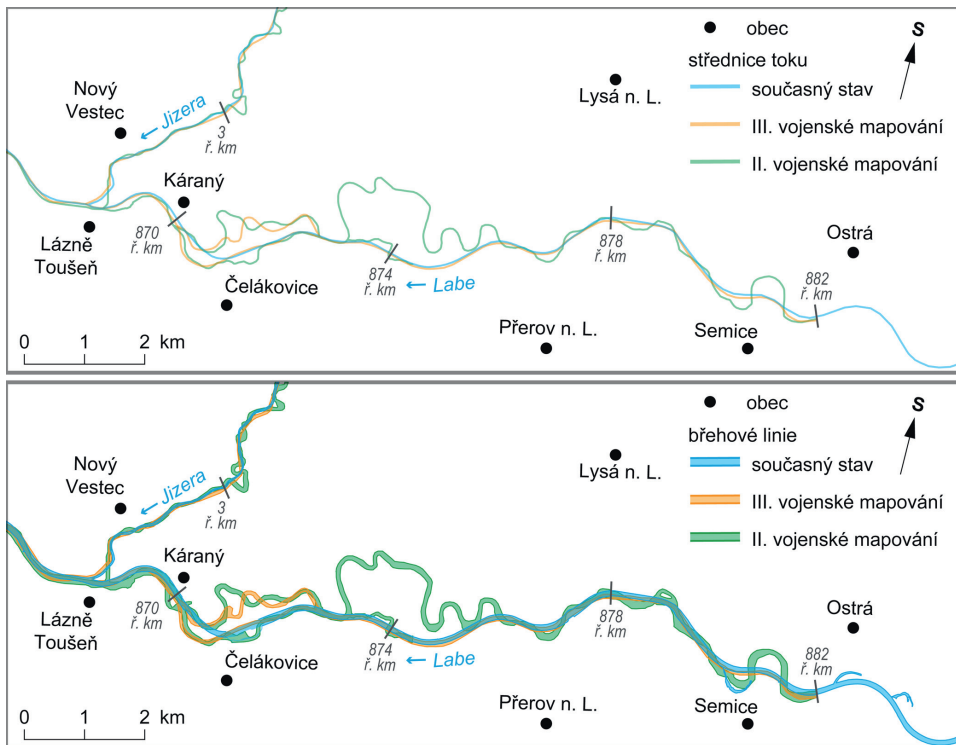 obec
S
střednice toku
současný stav
III. vojenské mapování
II. vojenské mapování
Nový
Vestec
← Jizera
3
ř. km
Lysá n. L.
Káraný
870
ř. km
Lázně
Toušeň
Čelákovice
874
ř. km
← Labe
878
ř. km
Ostrá
882
ř. km
Přerov n. L.
Semice
0 1 2 km
obec
S
břehové linie
současný stav
III. vojenské mapování
II. vojenské mapování
Nový
Vestec
← Jizera
3
ř. km
Lysá n. L.
Káraný
870
ř. km
Lázně
Toušeň
Čelákovice
874
ř. km
← Labe
878
ř. km
Ostrá
882
ř. km
Přerov n. L.
Semice
0 1 2 km